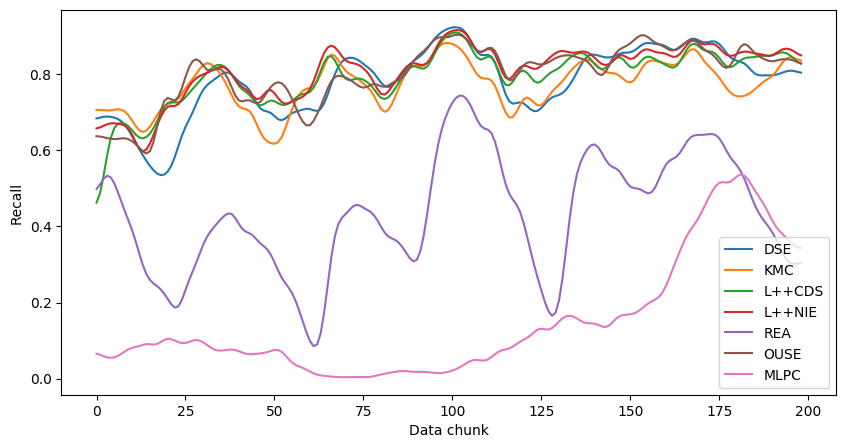 Recall
0.8
0.6
0.4
0.2
0.0
0
25
50
75
100
125
150
175
200
Data chunk
DSE
KMC
L++CDS
L++NIE
REA
OUSE
MLPC